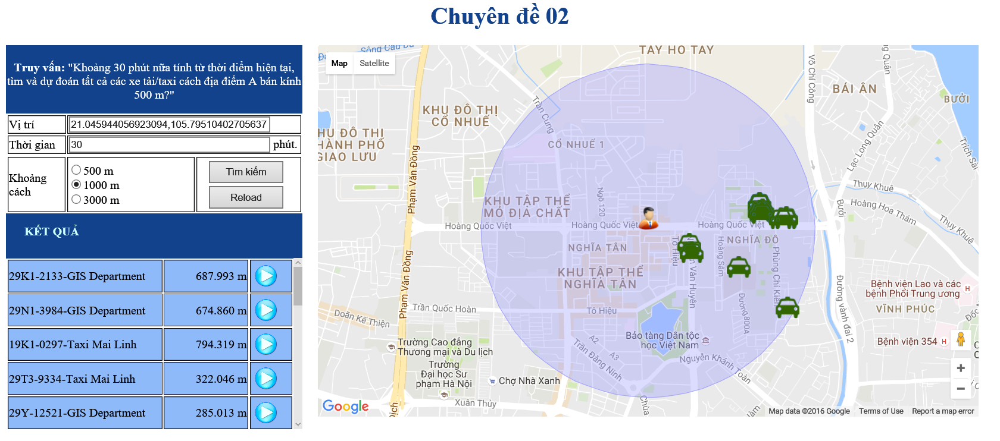 Chuyên đề 02
Truy vấn: "Khoảng 30 phút nữa tính từ thời điểm hiện tại,
tìm và dự đoán tất cả các xe tải/taxi cách địa điểm A bán kính
500 m?"
Vị trí
21.045944056923094,105.79510402705637
Thời gian
30
phút.
Khoảng
cách
500 m
1000 m
3000 m
Tìm kiếm
Reload
KẾT QUẢ
29K1-2133-GIS Department 687.993 m
29N1-3984-GIS Department 674.860 m
19K1-0297-Taxi Mai Linh 794.319 m
29T3-9334-Taxi Mai Linh 322.046 m
29Y-12521-GIS Department 285.013 m
Map
Satellite
Sông Cầu Đá
TAY HO TAY
Võ Chí Công
BÁI ÂN
BƯỞI
Trích Sài
Lạc Long Quân
KHU ĐÔ THỊ
CỔ NHUẾ
HU ĐÔ THỊ
HÀNH PHỐ
GIAO LƯU
Trần Cung
CỔ NHUẾ 1
Phạm Văn Đồng
Ngõ 120
KHU TẬP THỂ
MỎ ĐỊA CHẤT
Hoàng Quốc Việt
Hoàng Quốc Việt
Hoàng Quốc Việt
Bưởi
Thụy Khuê
Hoàng Hoa Thám
Thụy Khuê
NGHĨA TÂN
NGHĨA ĐÔ
Tô Hiệu
Văn Huyên
Hoàng Sâm
Phùng Chí Kiên
Phạm Văn Đồng
KHU TẬP THỂ
NGHĨA TÂN
Bệnh viện Lao và các
bệnh Phổi Trung ương
H
VĨNH PHÚC
Trần Quốc Hoàn
Doãn Kế Thiện
Tô Hiệu
Đường800A
Đường vành đai 2
Bảo tàng Dân tộc
học Việt Nam
Bệnh viện 354
H
A2
A3
Trần Đăng Ninh
Nguyễn Khánh Toàn
Trường Cao đẳng
Thương mại và Du lịch
Trường
Đại học Sư
phạm Hà Nội
Chợ Nhà Xanh
Xuân Thủy
Dịch
Chùa
Google
Map data ©2016 Google
Terms of Use
Report a map error